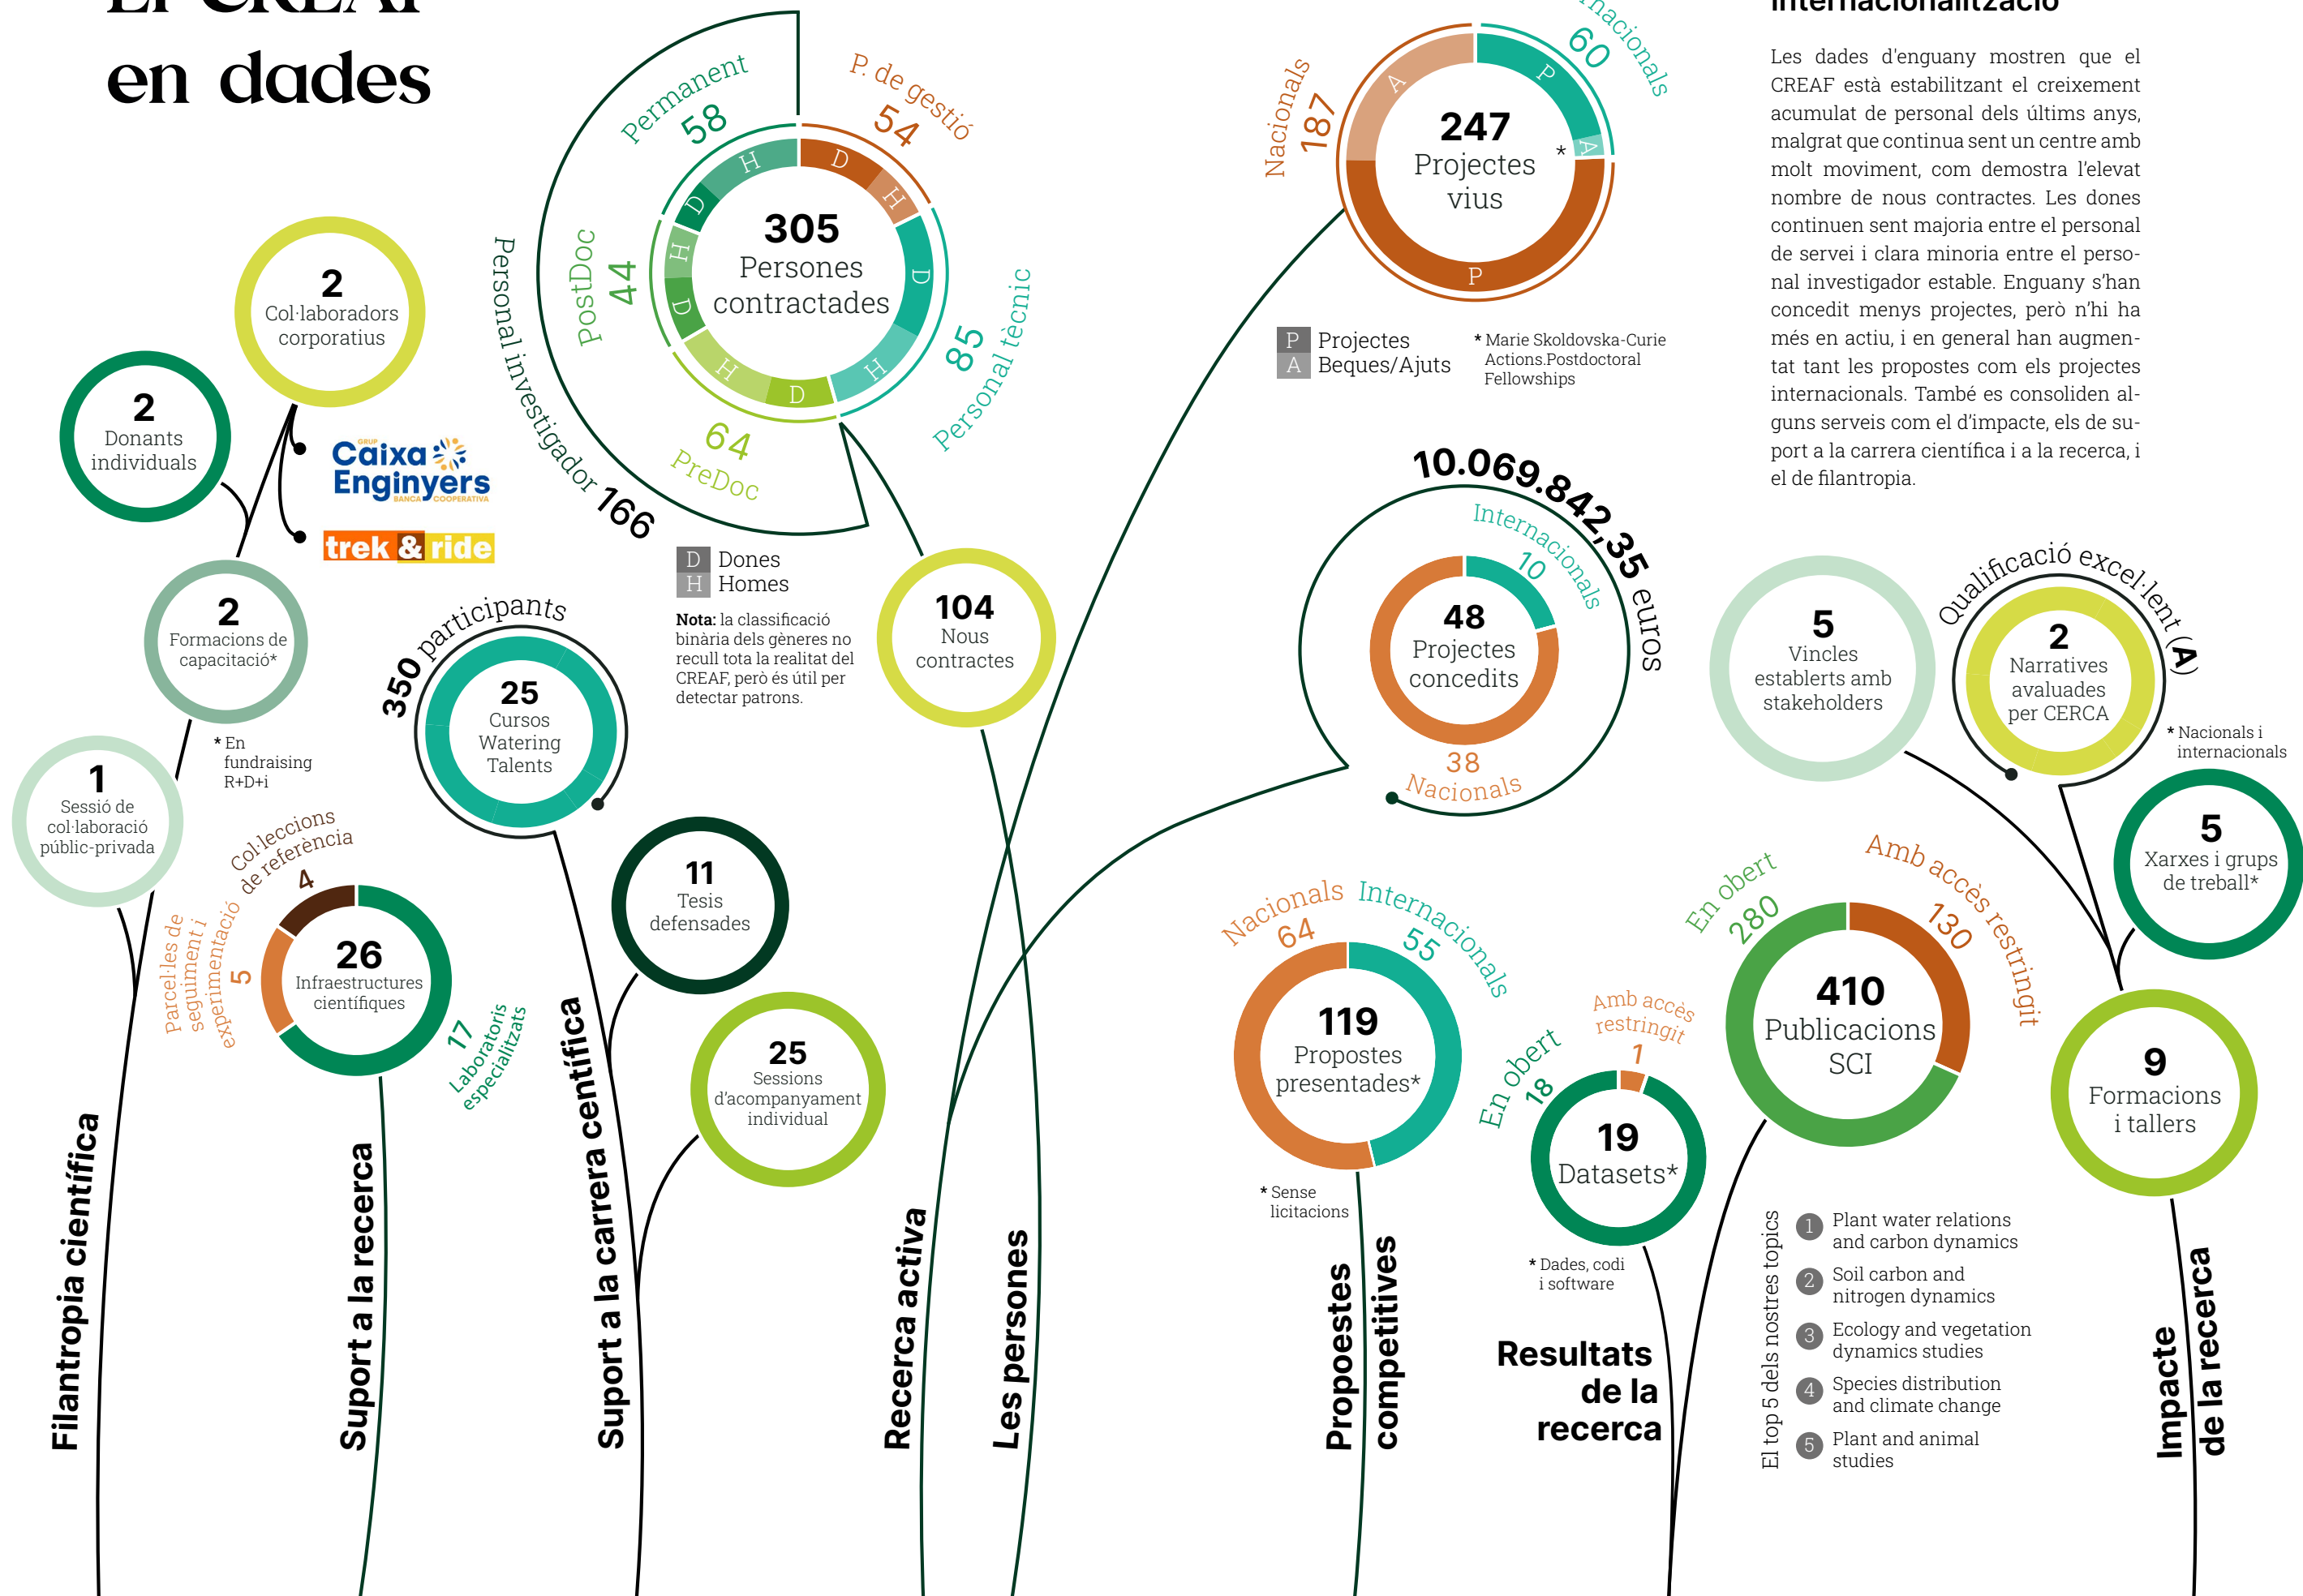 El CREAF
en dades
internacionalització
Les dades d'enguany mostren que el
CREAF està estabilitzant el creixement
acumulat de personal dels últims anys,
malgrat que continua sent un centre amb
molt moviment, com demostra l'elevat
nombre de nous contractes. Les dones
continuen sent majoria entre el personal
de servei i clara minoria entre el perso-
nal investigador estable. Enguany s'han
concedit menys projectes, però n'hi ha
més en actiu, i en general han augmen-
tat tant les propostes com els projectes
internacionals. També es consoliden al-
guns serveis com el d'impacte, els de su-
port a la carrera científica i a la recerca, i
el de filantropia.
2
Col·laboradors
corporatius
2
Donants
individuals
GRUP
Caixa
Enginyers
BANCA COOPERATIVA
trek & ride
2
Formacions de
capacitació*
* En
fundraising
R+D+i
1
Sessió de
col·laboració
públic-privada
Filantropia científica
Col·leccions
de referència
4
Parcel·les de
seguiment i
experimentació
5
26
Infraestructures
científiques
17
Laboratoris
especialitzats
Suport a la recerca
350 participants
25
Cursos
Watering
Talents
11
Tesis
defensades
25
Sessions
d'acompanyament
individual
Suport a la carrera científica
Permanent
58
P. de gestió
54
Personal tècnic
85
PreDoc
64
PostDoc
44
Personal investigador 166
305
Persones
contractades
H
D
H
D
H
D
H
D
H
D
D Dones
H Homes
Nota: la classificació
binària dels gèneres no
recull tota la realitat del
CREAF, però és útil per
detectar patrons.
104
Nous
contractes
Les persones
Nacionals
187
rnacionals
60
247
Projectes
vius
A
P
A
*
P
P Projectes
A Beques/Ajuts
* Marie Skoldovska-Curie
Actions.Postdoctoral
Fellowships
10.069.842,35 euros
Internacionals
10
48
Projectes
concedits
38
Nacionals
Recerca activa
Nacionals
64
Internacionals
55
119
Propostes
presentades*
* Sense
licitacions
Propoestes
competitives
Amb accès
restringit
1
En obert
18
19
Datasets*
* Dades, codi
i software
En obert
280
Amb accès restringit
130
410
Publicacions
SCI
Resultats
de la
recerca
El top 5 dels nostres topics
1 Plant water relations
and carbon dynamics
2 Soil carbon and
nitrogen dynamics
3 Ecology and vegetation
dynamics studies
4 Species distribution
and climate change
5 Plant and animal
studies
5
Vincles
establerts amb
stakeholders
Qualificació excel·lent (A)
2
Narratives
avaluades
per CERCA
* Nacionals i
internacionals
5
Xarxes i grups
de treball*
9
Formacions
i tallers
Impacte
de la recerca